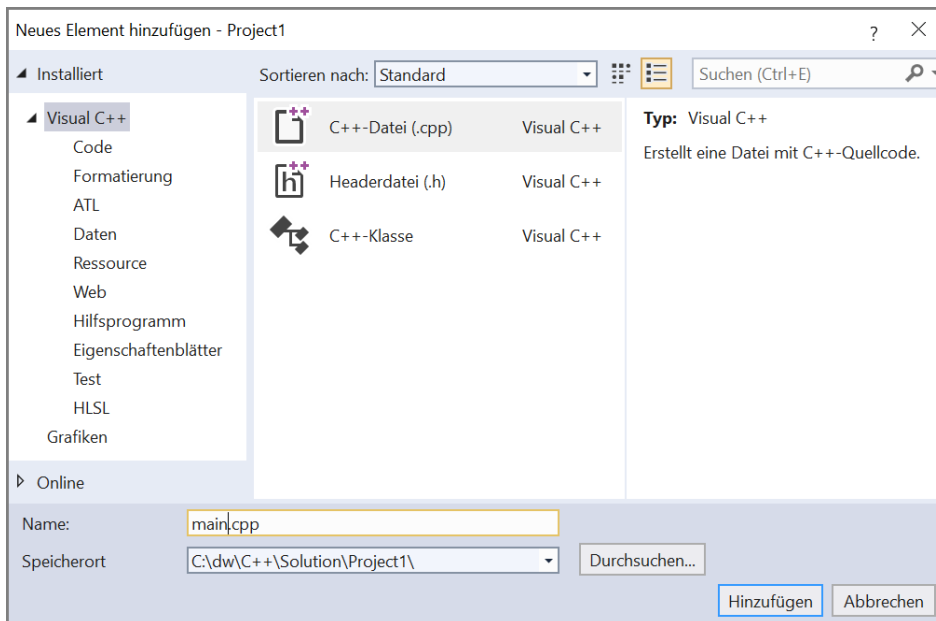 Neues Element hinzufügen - Project1
?
Installiert
Sortieren nach: Standard
Suchen (Ctrl+E)
Visual C++
Code
Formatierung
ATL
Daten
Ressource
Web
Hilfsprogramm
Eigenschaftenblätter
Test
HLSL
Grafiken
Online
C++-Datei (.cpp) Visual C++
Headerdatei (.h) Visual C++
C++-Klasse Visual C++
Typ: Visual C++
Erstellt eine Datei mit C++-Quellcode.
Name: main.cpp
Speicherort C:\dw\C++\Solution\Project1\ Durchsuchen...
Hinzufügen Abbrechen